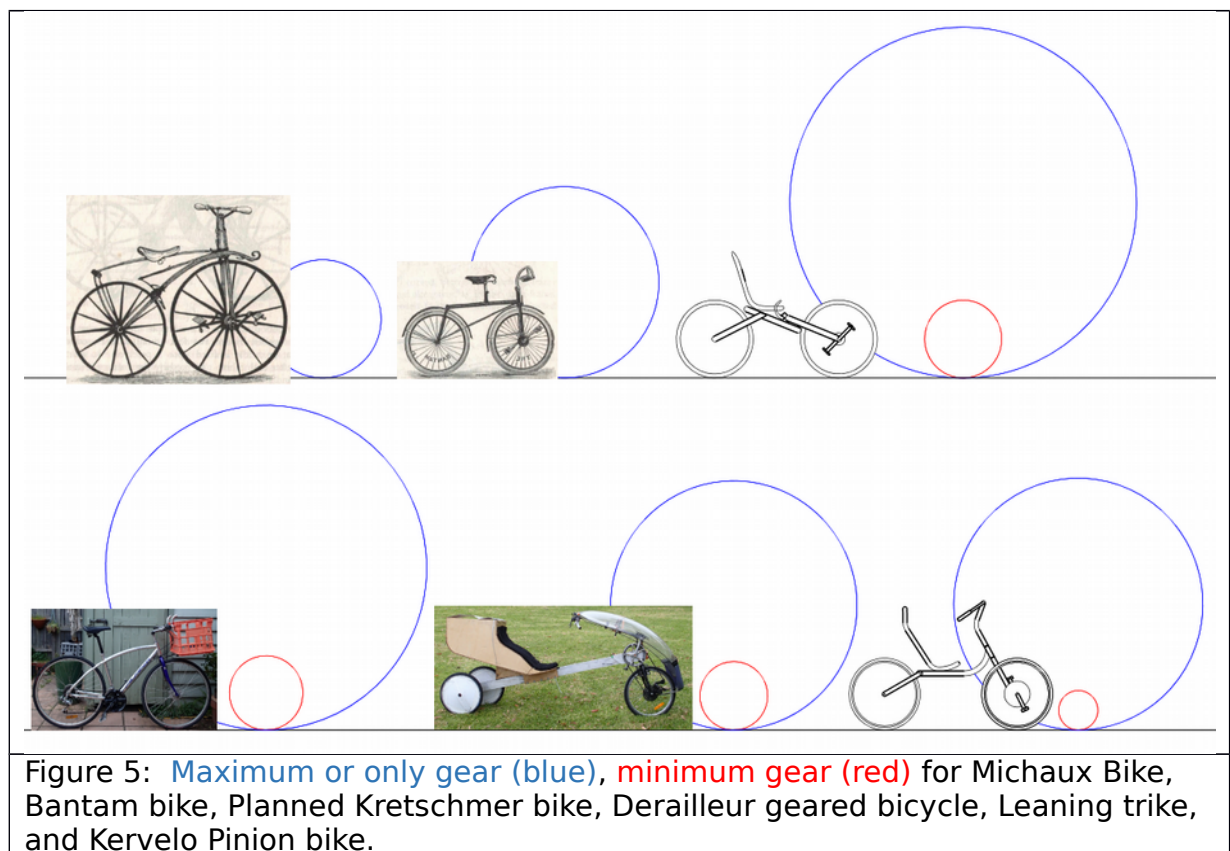 Figure 5: Maximum or only gear (blue), minimum gear (red) for Michaux Bike,
Bantam bike, Planned Kretschmer bike, Derailleur geared bicycle, Leaning trike,
and Kervelo Pinion bike.